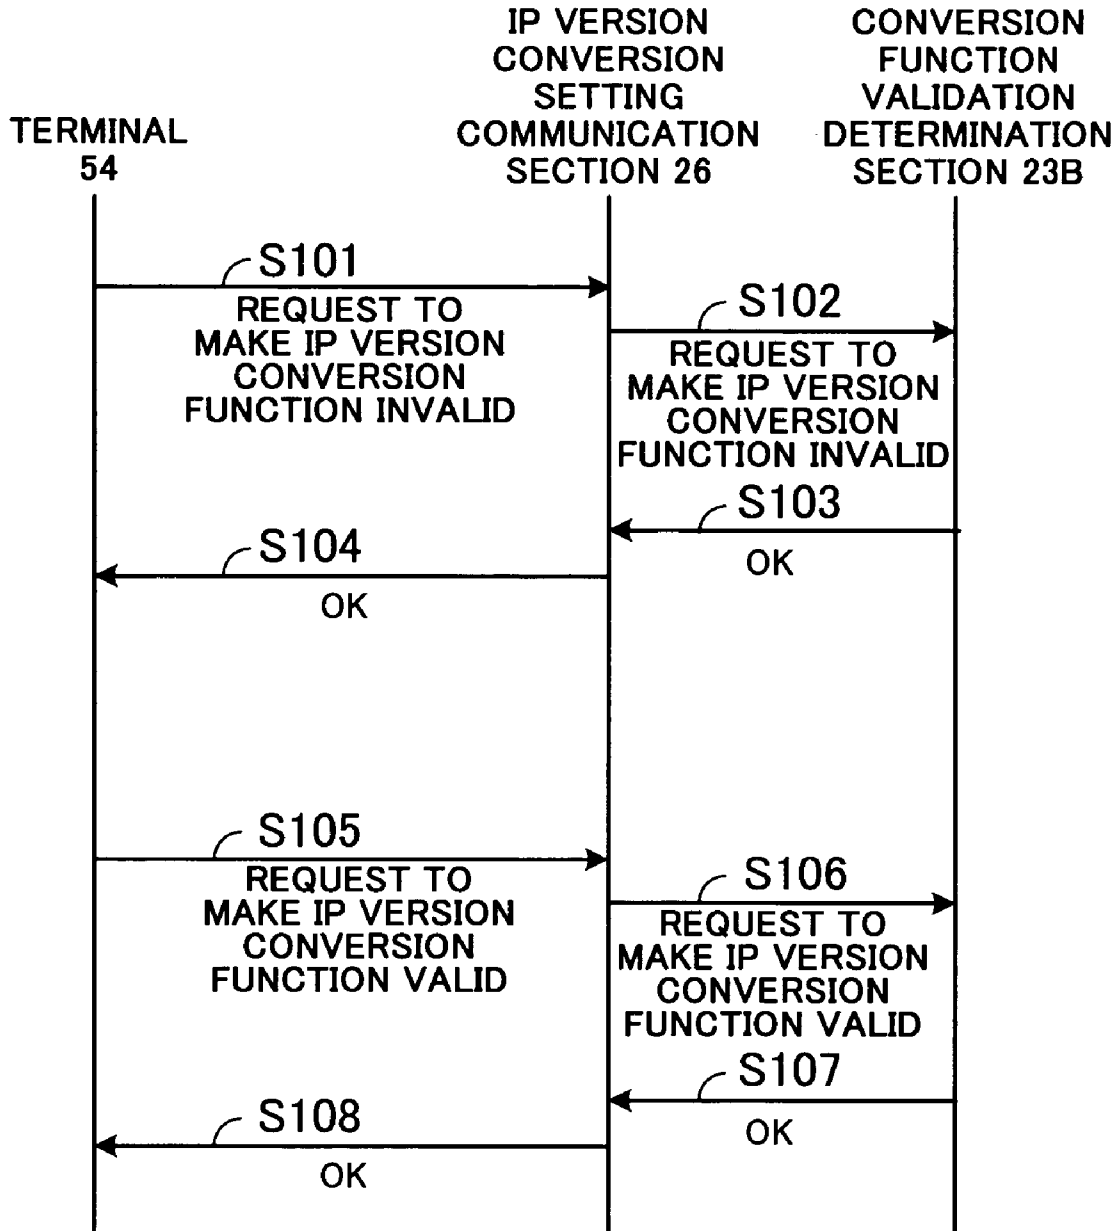 TERMINAL
54
IP VERSION
CONVERSION
SETTING
COMMUNICATION
SECTION 26
CONVERSION
FUNCTION
VALIDATION
DETERMINATION
SECTION 23B
S101
REQUEST TO
MAKE IP VERSION
CONVERSION
FUNCTION INVALID
S102
REQUEST TO
MAKE IP VERSION
CONVERSION
FUNCTION INVALID
S103
OK
S104
OK
S105
REQUEST TO
MAKE IP VERSION
CONVERSION
FUNCTION VALID
S106
REQUEST TO
MAKE IP VERSION
CONVERSION
FUNCTION VALID
S107
OK
S108
OK